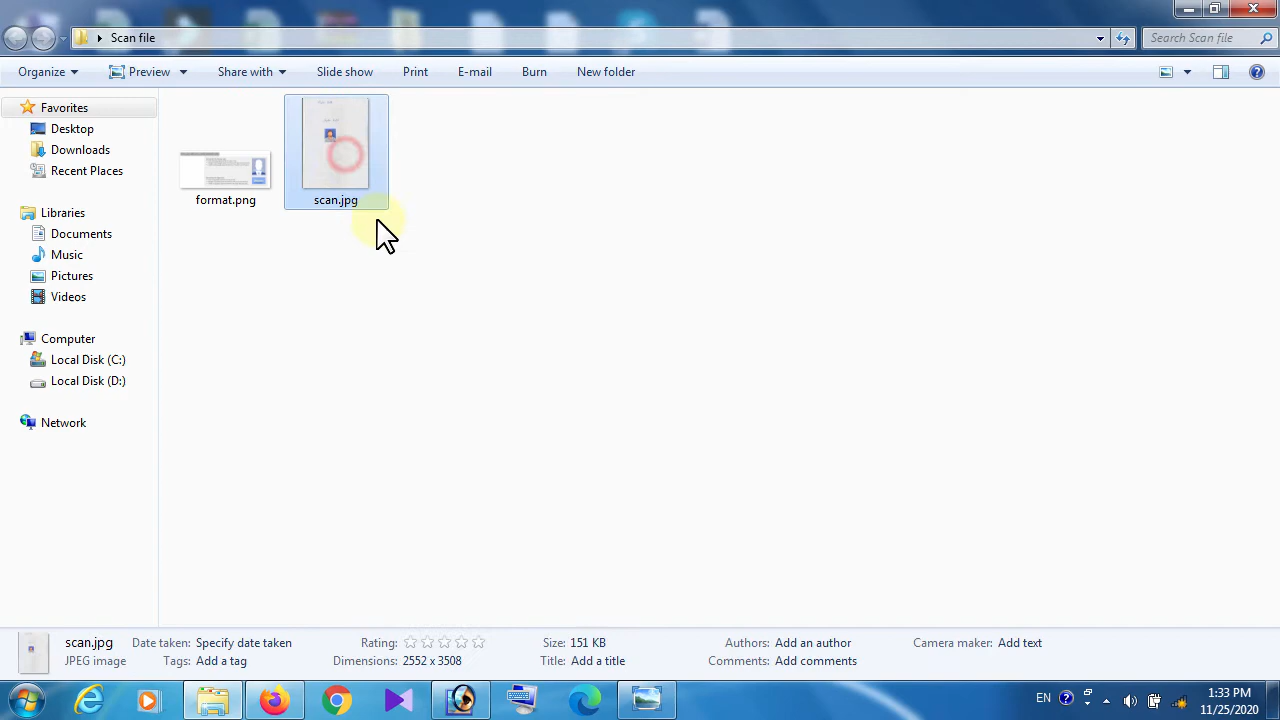 Scan file
Search Scan file
Organize
Preview
Share with
Slide show
Print
E-mail
Burn
New folder
Favorites
Desktop
Downloads
Recent Places
Libraries
Documents
Music
Pictures
Videos
Computer
Local Disk (C:)
Local Disk (D:)
Network
format.png
scan.jpg
scan.jpg Date taken: Specify date taken Rating: Size: 151 KB Authors: Add an author Camera maker: Add text
JPEG image Tags: Add a tag Dimensions: 2552 x 3508 Title: Add a title Comments: Add comments
EN
1:33 PM
11/25/2020